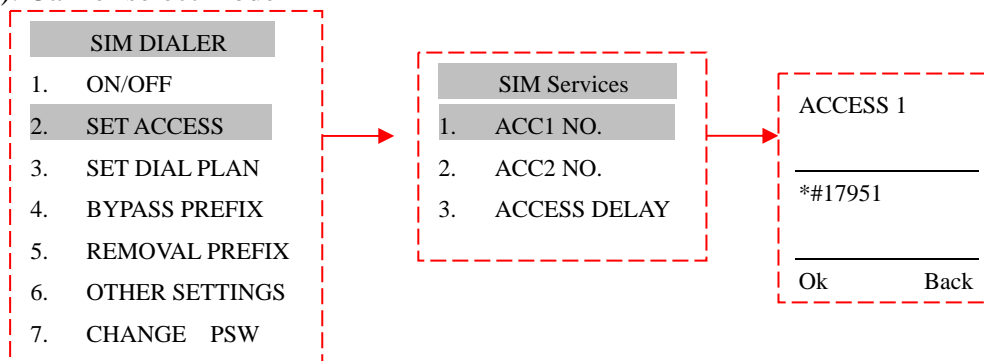 SIM DIALER
1. ON/OFF
2. SET ACCESS
3. SET DIAL PLAN
4. BYPASS PREFIX
5. REMOVAL PREFIX
6. OTHER SETTINGS
7. CHANGE PSW
SIM Services
1. ACC1 NO.
2. ACC2 NO.
3. ACCESS DELAY
ACCESS 1
*#17951
Ok Back